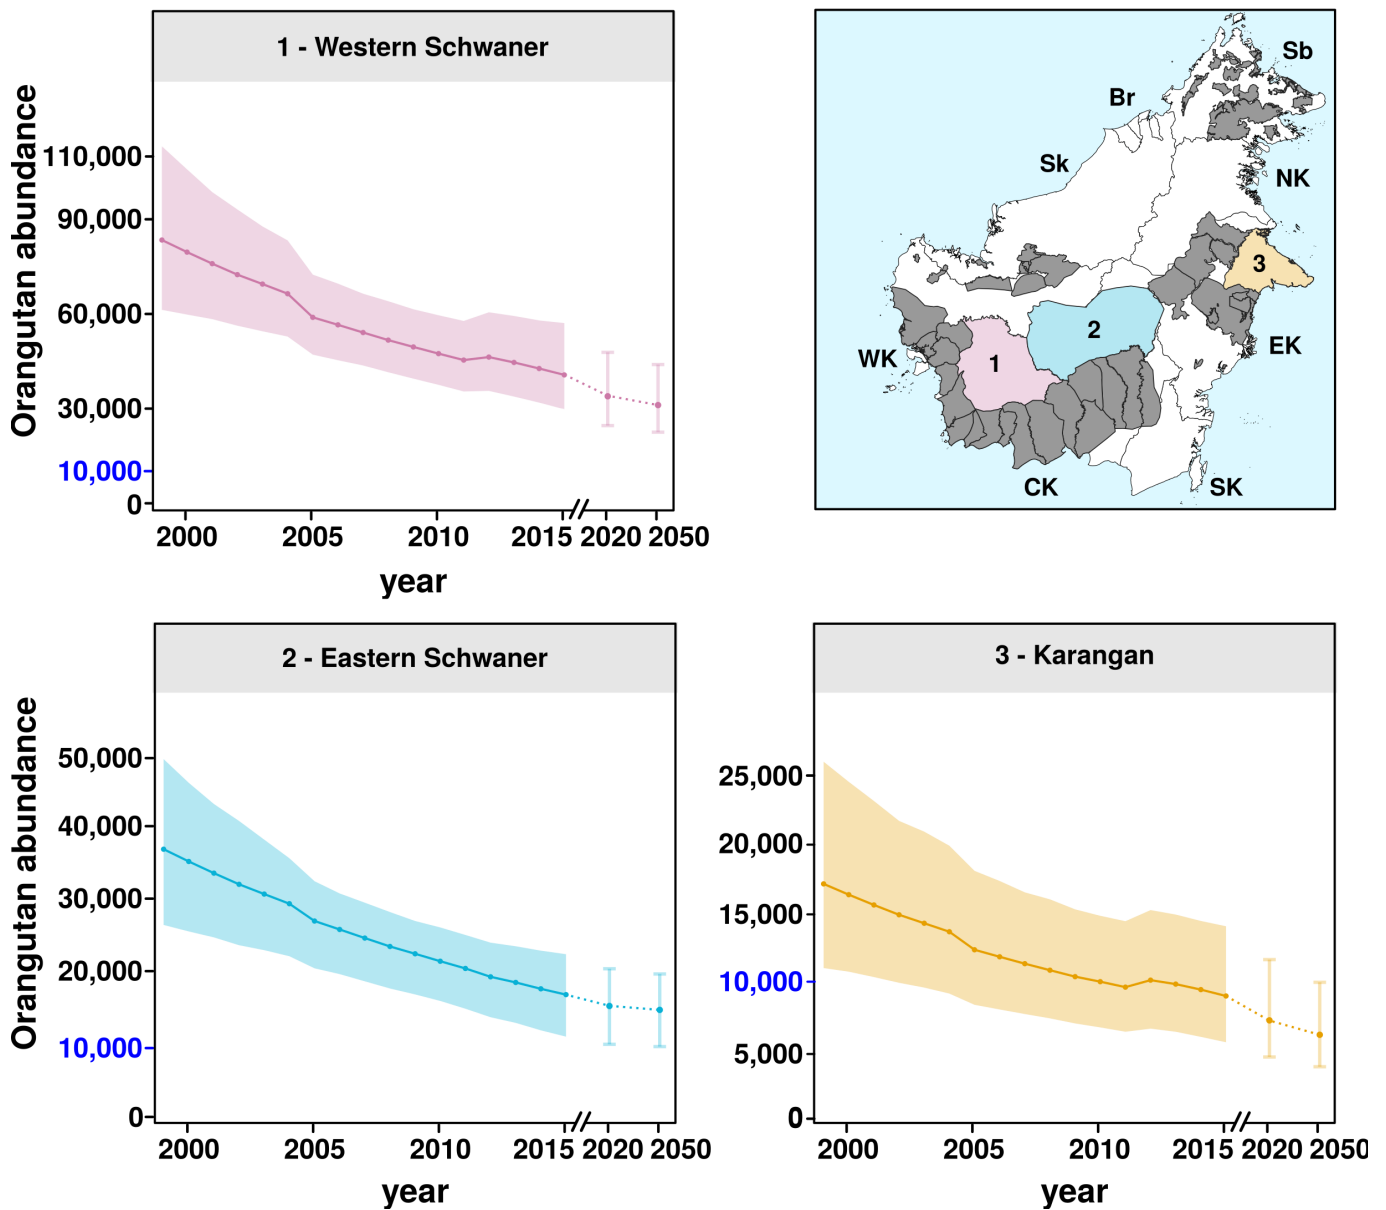 1 - Western Schwaner
Orangutan abundance
110,000
90,000
60,000
30,000
10,000
0
2000 2005 2010 2015 2020 2050
year
Sb
Br
Sk
NK
3
2
1
WK
EK
CK
SK
2 - Eastern Schwaner
Orangutan abundance
50,000
40,000
30,000
20,000
10,000
0
2000 2005 2010 2015 2020 2050
year
3 - Karangan
25,000
20,000
15,000
10,000
5,000
0
2000 2005 2010 2015 2020 2050
year